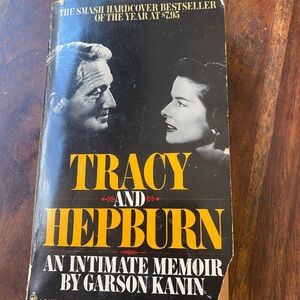 THE SMASH HARDCOVER BESTSELLER
OF THE YEAR AT $7.95
TRACY
AND
HEPBURN
AN INTIMATE MEMOIR
BY GARSON KANIN